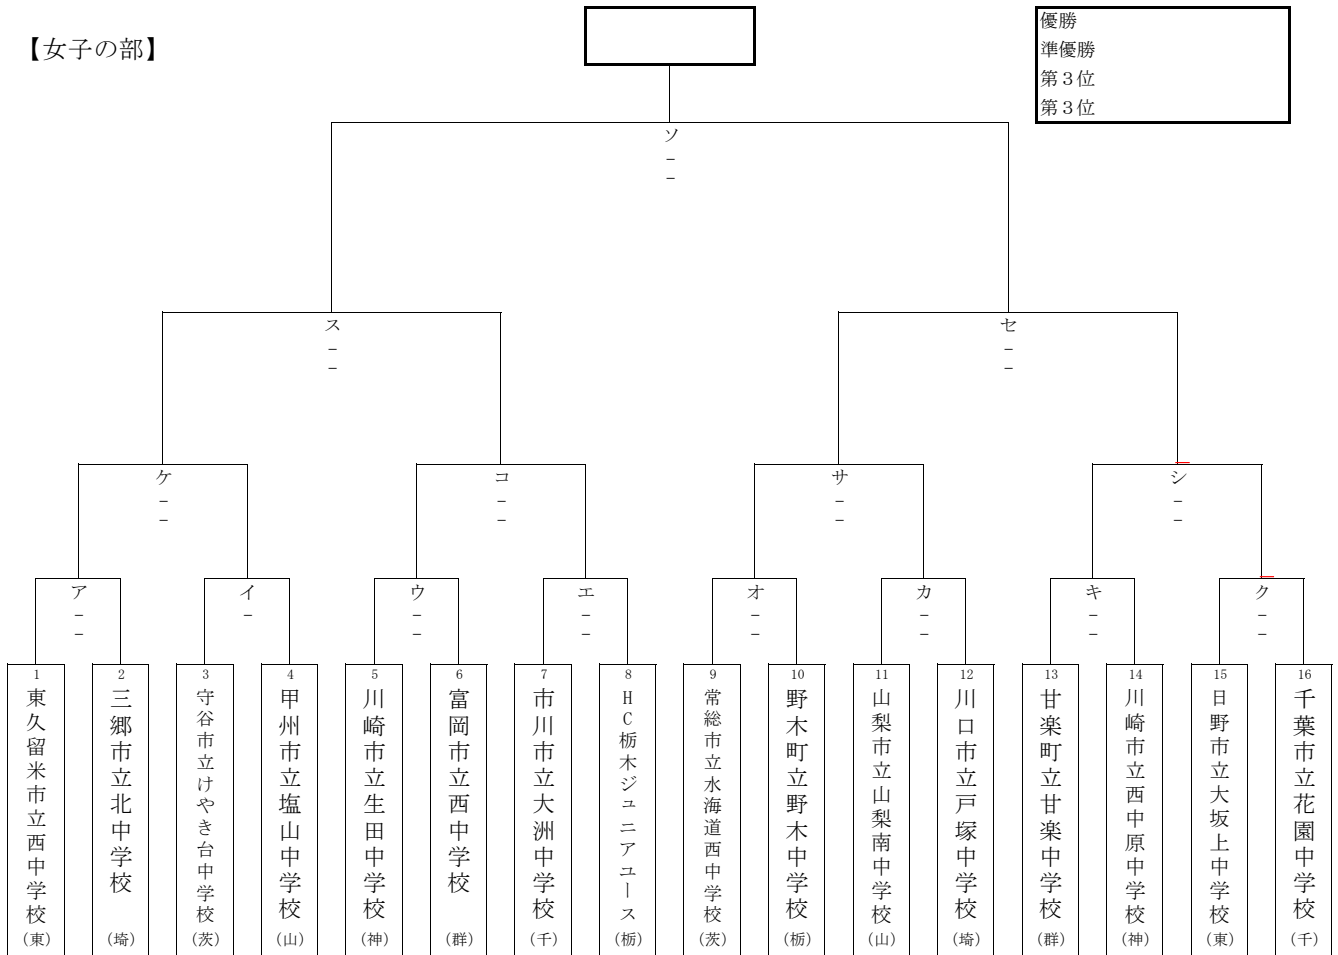 【女子の部】
優勝
準優勝
第３位
第３位
ソ
－
－
ス
－
－
セ
－
－
ケ
－
－
コ
－
－
サ
－
－
シ
－
－
ア
－
－
イ
－
ウ
－
－
エ
－
－
オ
－
－
カ
－
－
キ
－
－
ク
－
－
1
東久留米市立西中学校
（東）
2
三郷市立北中学校
（埼）
3
守谷市立けやき台中学校
（茨）
4
甲州市立塩山中学校
（山）
5
川崎市立生田中学校
（神）
6
富岡市立西中学校
（群）
7
市川市立大洲中学校
（千）
8
ＨＣ栃木ジュニアユース
（栃）
9
常総市立水海道西中学校
（茨）
10
野木町立野木中学校
（栃）
11
山梨市立山梨南中学校
（山）
12
川口市立戸塚中学校
（埼）
13
甘楽町立甘楽中学校
（群）
14
川崎市立西中原中学校
（神）
15
日野市立大坂上中学校
（東）
16
千葉市立花園中学校
（千）